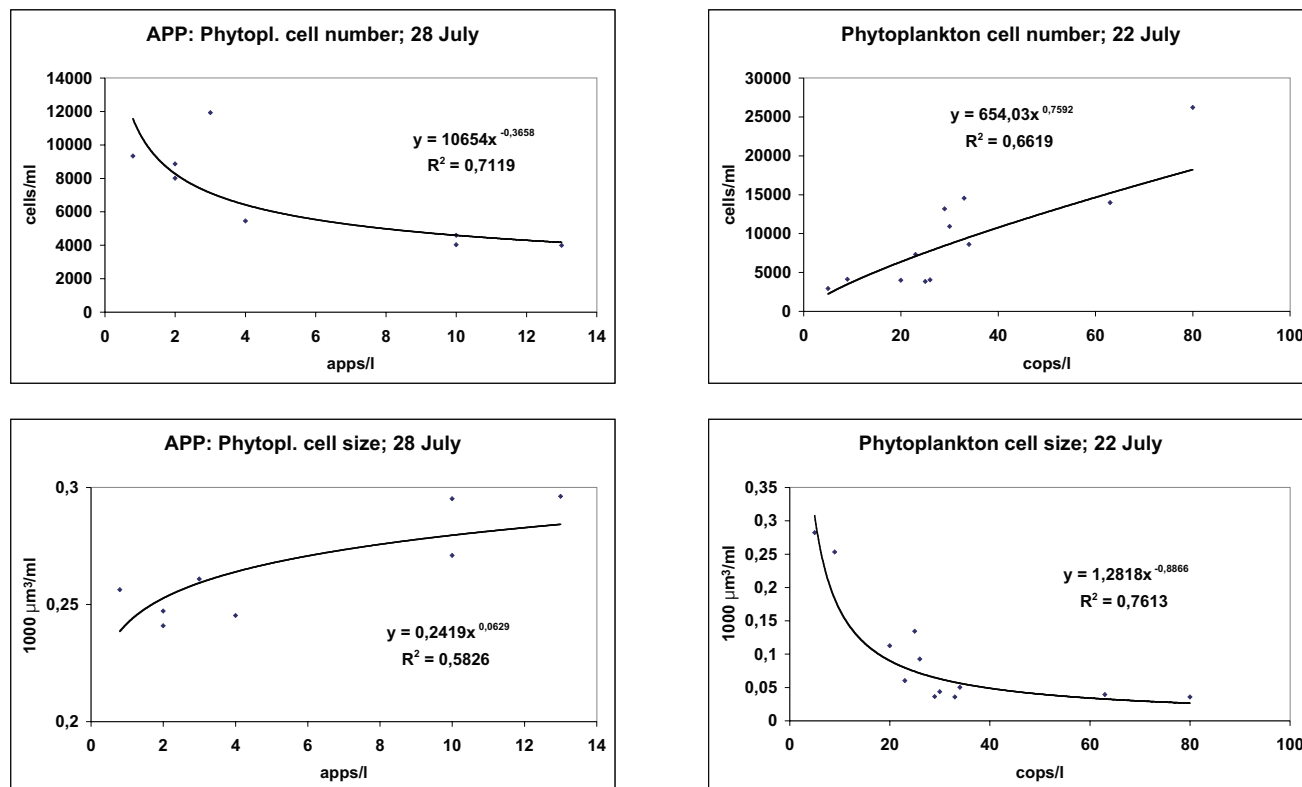 APP: Phytopl. cell number; 28 July
14000
12000
10000
8000
6000
4000
2000
0
cells/ml
y = 10654x^-0,3658
R² = 0,7119
0 2 4 6 8 10 12 14
apps/l
Phytoplankton cell number; 22 July
30000
25000
20000
15000
10000
5000
0
cells/ml
y = 654,03x^0,7592
R² = 0,6619
0 20 40 60 80 100
cops/l
APP: Phytopl. cell size; 28 July
0,3
0,25
0,2
1000 µm³/ml
y = 0,2419x^0,0629
R² = 0,5826
0 2 4 6 8 10 12 14
apps/l
Phytoplankton cell size; 22 July
0,35
0,3
0,25
0,2
0,15
0,1
0,05
0
1000 µm³/ml
y = 1,2818x^-0,8866
R² = 0,7613
0 20 40 60 80 100
cops/l